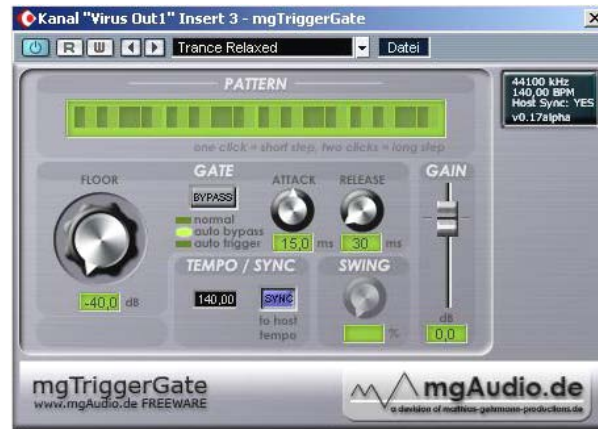 Kanal "Virus Out1" Insert 3 - mgTriggerGate
R W Trance Relaxed Datei
PATTERN
44100 kHz
140,00 BPM
Host Sync: YES
v0.17alpha
one click = short step, two clicks = long step
FLOOR
GATE
BYPASS
ATTACK
RELEASE
GAIN
normal
auto bypass
auto trigger
15,0 ms
30 ms
TEMPO / SYNC
SWING
-40,0 dB
140,00
SYNC
to host
tempo
%
dB
0,0
mgTriggerGate
www.mgAudio.de FREEWARE
mgAudio.de
a division of mathias-gehrmann-productions.de